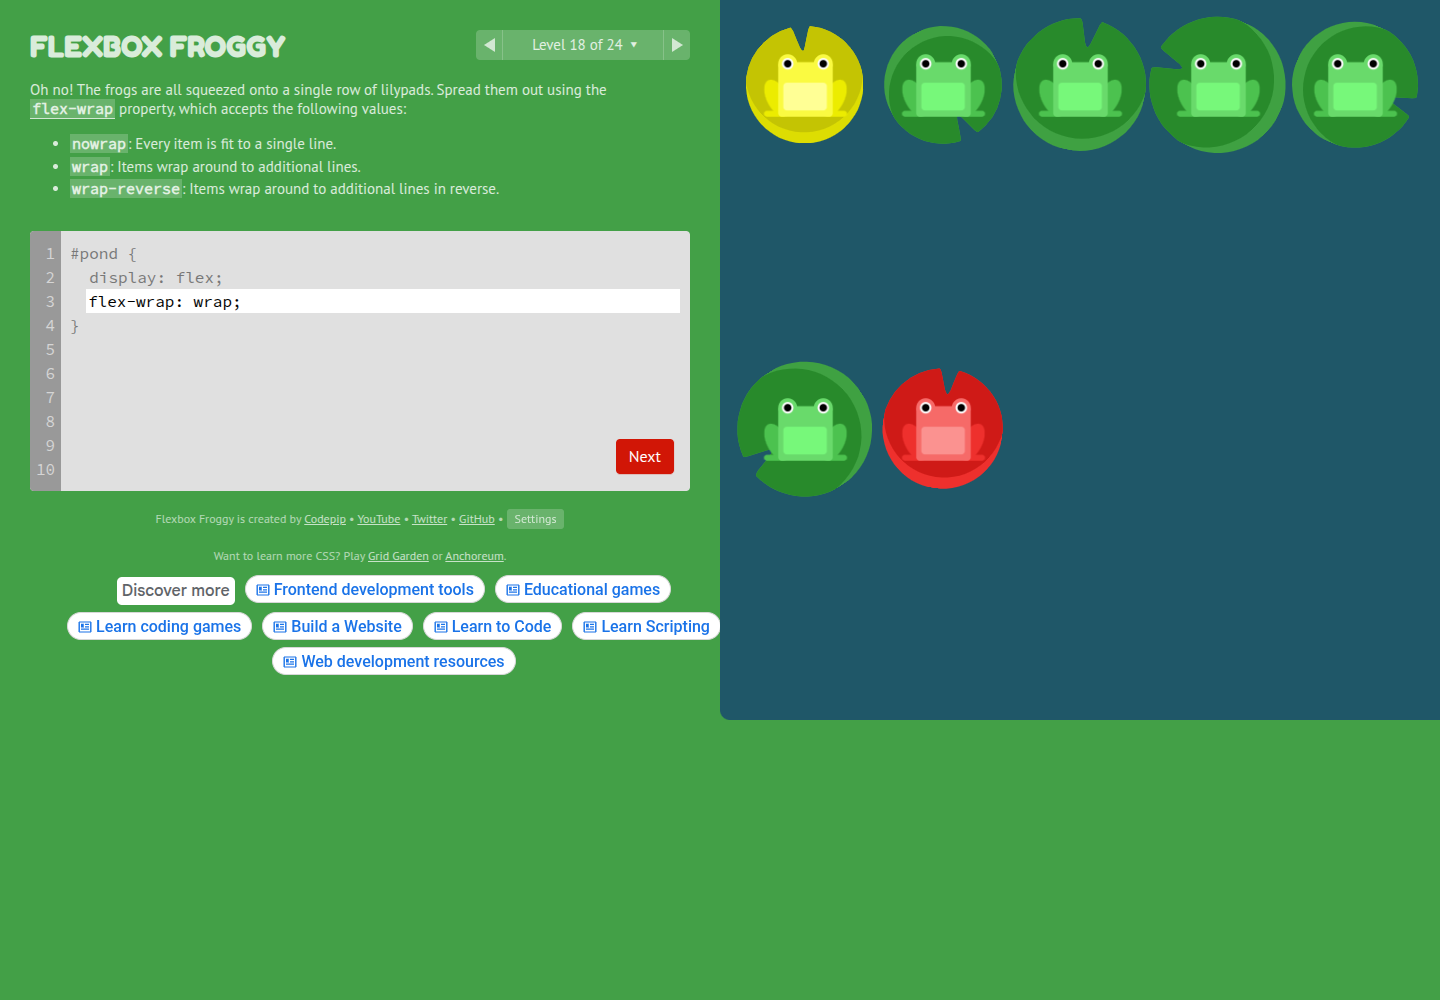 FLEXBOX FROGGY
Level 18 of 24
Oh no! The frogs are all squeezed onto a single row of lilypads. Spread them out using the
flex-wrap property, which accepts the following values:
• nowrap: Every item is fit to a single line.
• wrap: Items wrap around to additional lines.
• wrap-reverse: Items wrap around to additional lines in reverse.
1 #pond {
2 display: flex;
3 flex-wrap: wrap;
4 }
5
6
7
8
9
10
Next
Flexbox Froggy is created by Codepip • YouTube • Twitter • GitHub • Settings
Want to learn more CSS? Play Grid Garden or Anchoreum.
Discover more Frontend development tools Educational games
Learn coding games Build a Website Learn to Code Learn Scripting
Web development resources